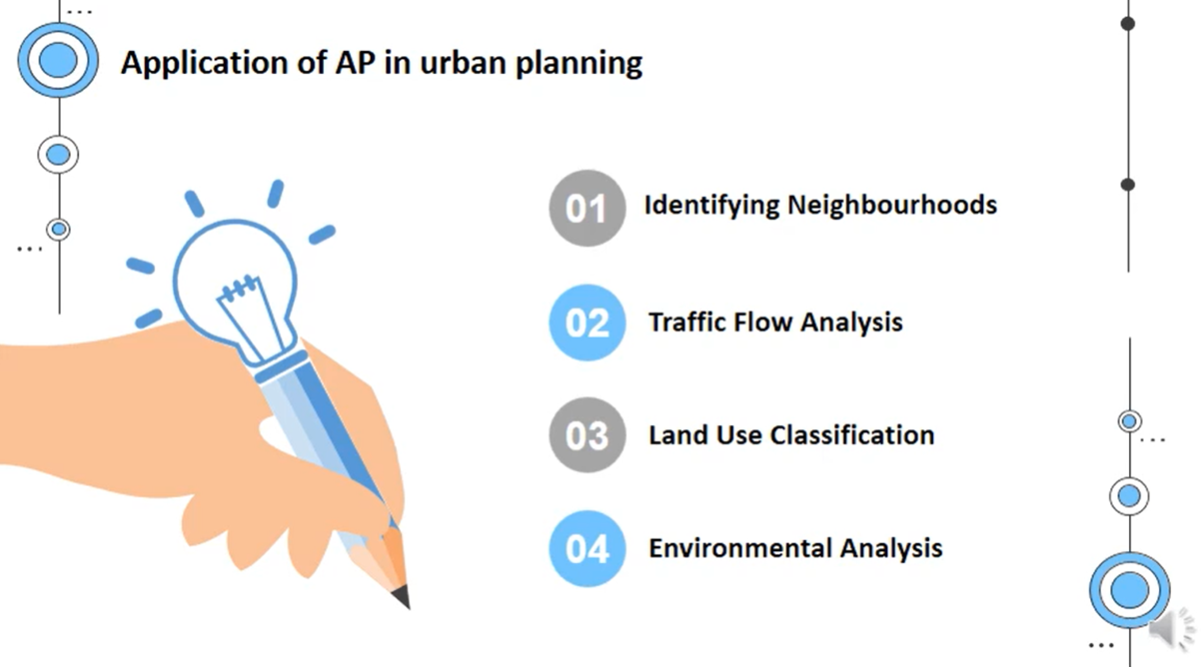 Application of AP in urban planning
01 Identifying Neighbourhoods
02 Traffic Flow Analysis
03 Land Use Classification
04 Environmental Analysis